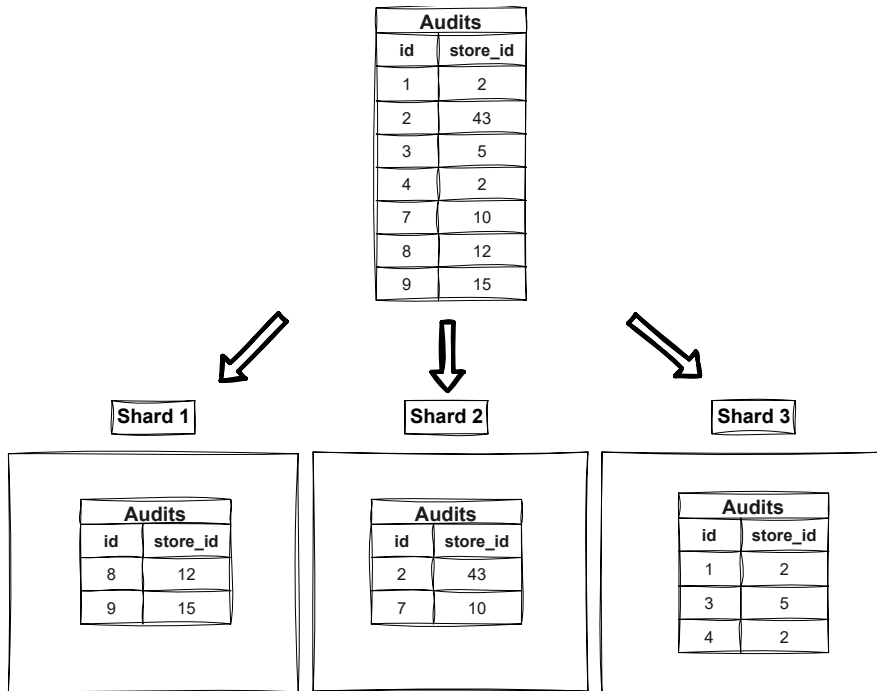 Audits
id store_id
1 2
2 43
3 5
4 2
7 10
8 12
9 15
Shard 1
Shard 2
Shard 3
Audits
id store_id
8 12
9 15
Audits
id store_id
2 43
7 10
Audits
id store_id
1 2
3 5
4 2